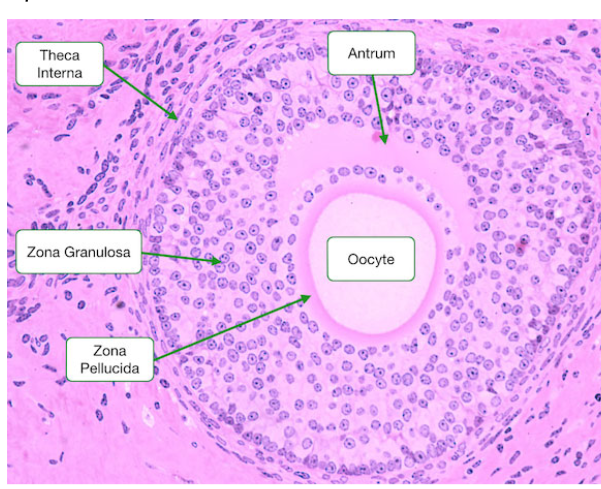 Theca
Interna
Antrum
Zona Granulosa
Oocyte
Zona
Pellucida